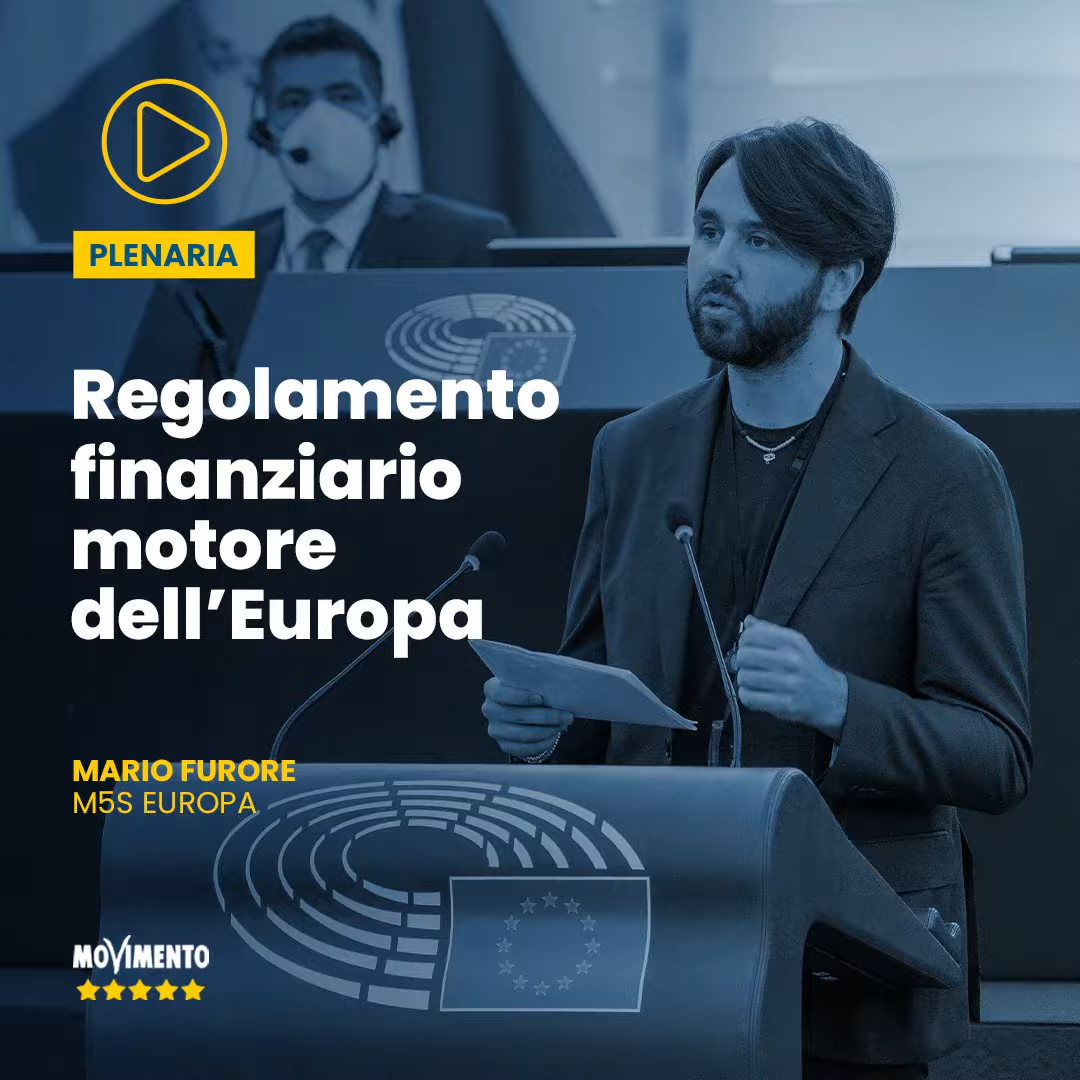 PLENARIA
Regolamento
finanziario
motore
dell’Europa
MARIO FURORE
M5S EUROPA
MOVIMENTO